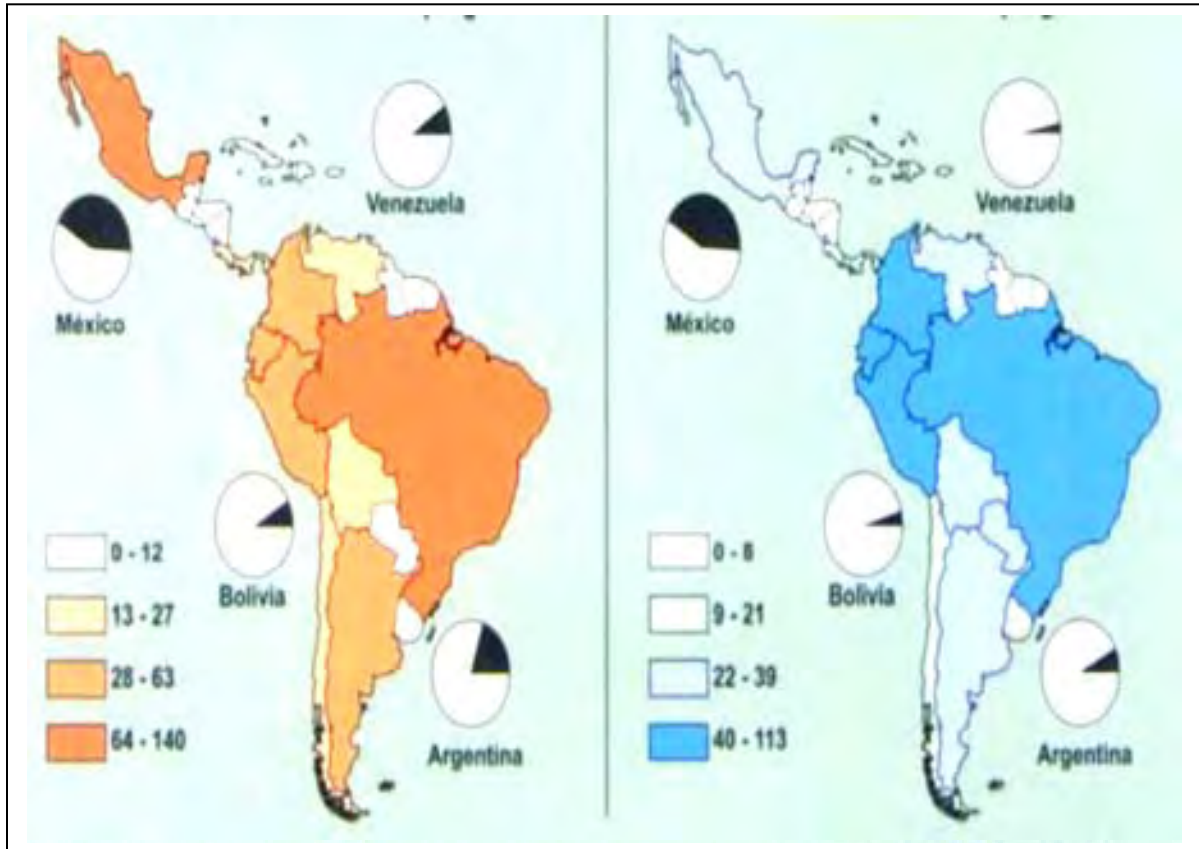 Venezuela
México
Bolivia
Argentina
0 - 12
13 - 27
28 - 63
64 - 140
Venezuela
México
Bolivia
Argentina
0 - 8
9 - 21
22 - 39
40 - 113